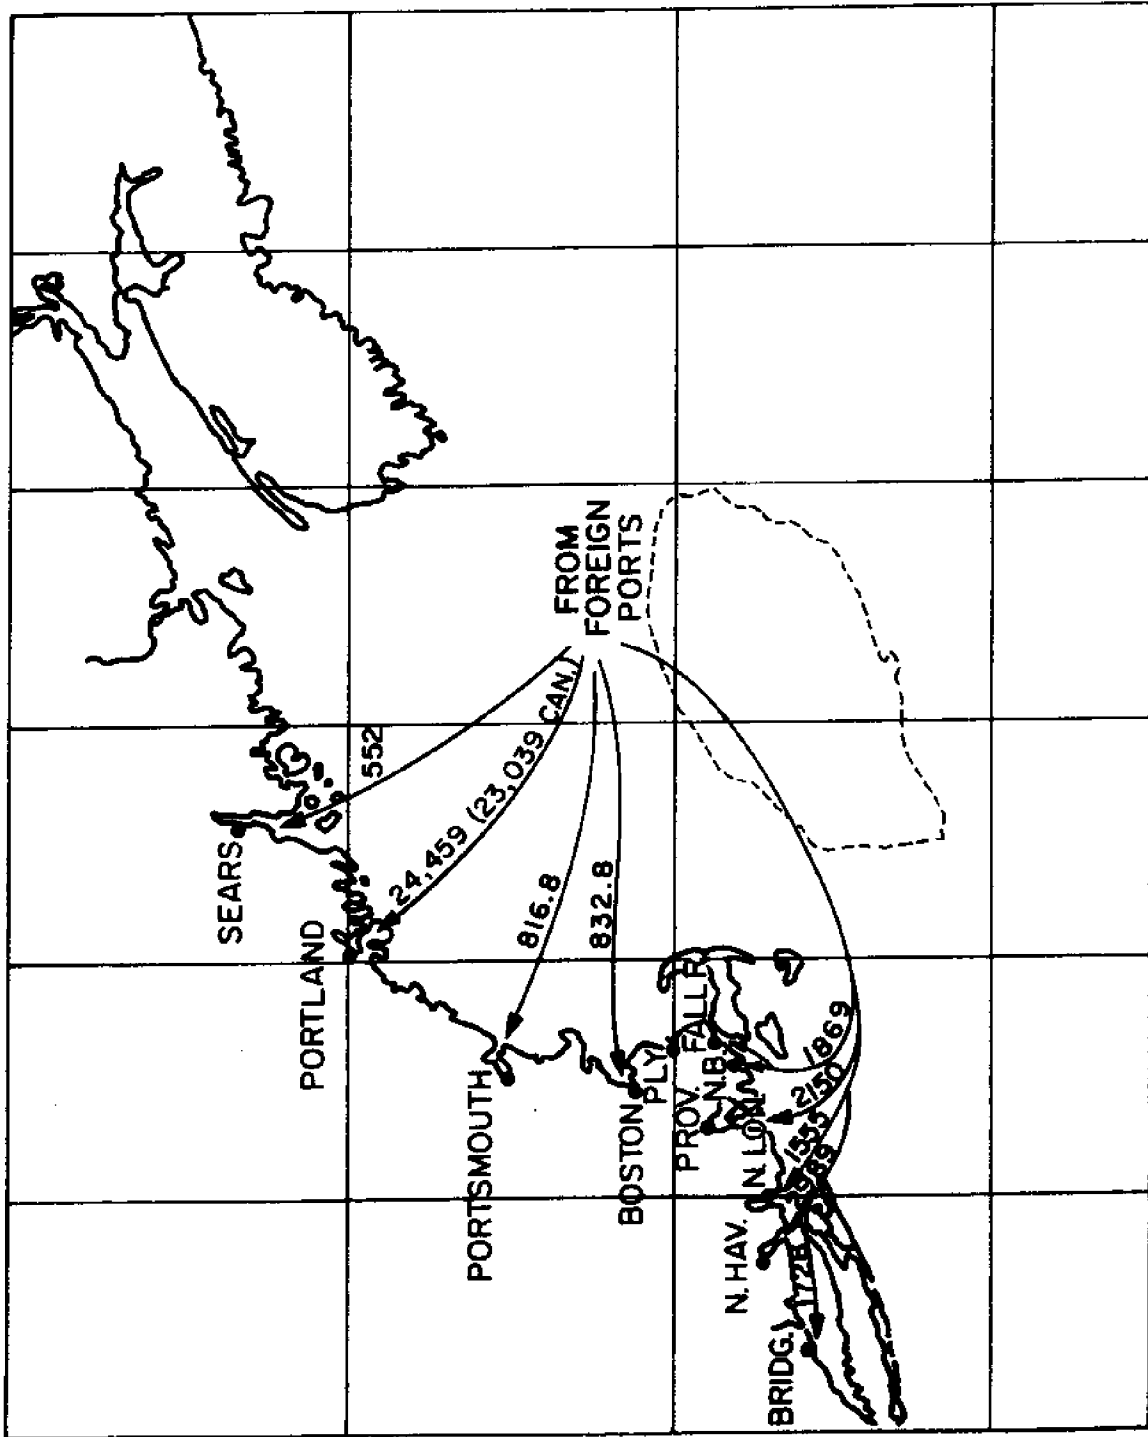 SEARS.
PORTLAND
PORTSMOUTH
BOSTON
PLY.
PROV.
FALL R.
N.B.
N. LON.
N. HAV.
BRIDG.
FROM
FOREIGN
PORTS
552
24,459 (23,039 CAN.)
816.8
832.8
1869
2150
1555